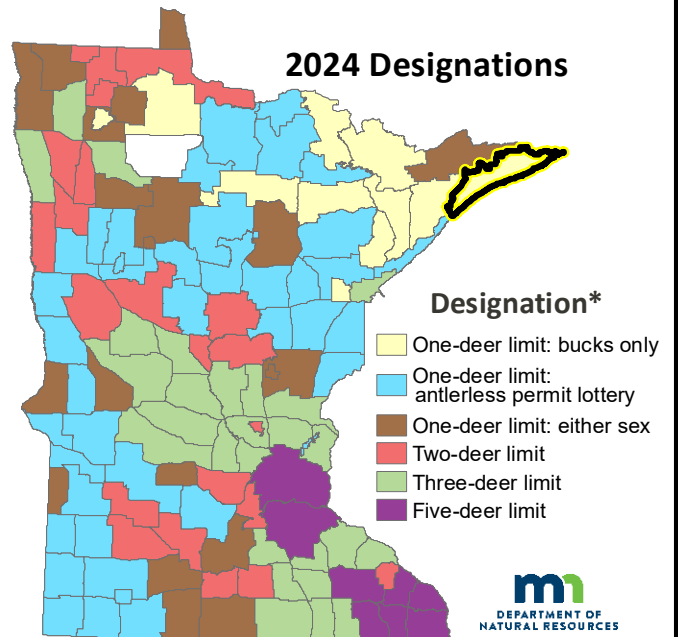 2024 Designations
Designation*
One-deer limit: bucks only
One-deer limit:
antlerless permit lottery
One-deer limit: either sex
Two-deer limit
Three-deer limit
Five-deer limit
mn
DEPARTMENT OF
NATURAL RESOURCES